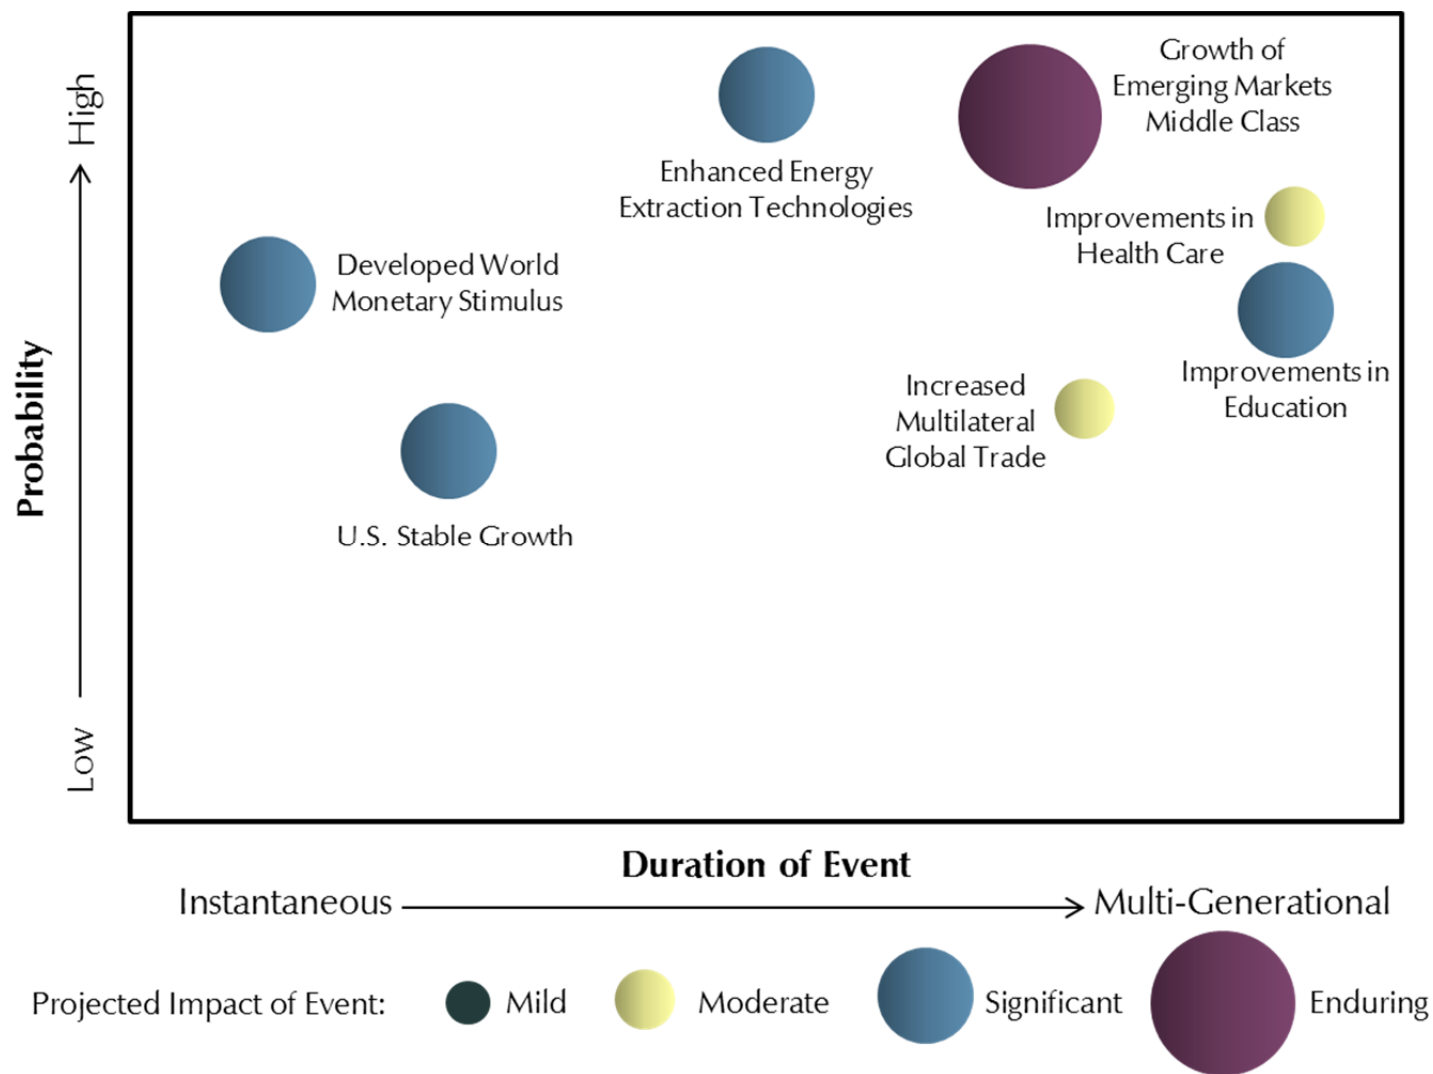 High
Probability
Low
Growth of
Emerging Markets
Middle Class
Enhanced Energy
Extraction Technologies
Improvements in
Health Care
Developed World
Monetary Stimulus
Improvements in
Education
Increased
Multilateral
Global Trade
U.S. Stable Growth
Duration of Event
Instantaneous
Multi-Generational
Projected Impact of Event:
Mild
Moderate
Significant
Enduring